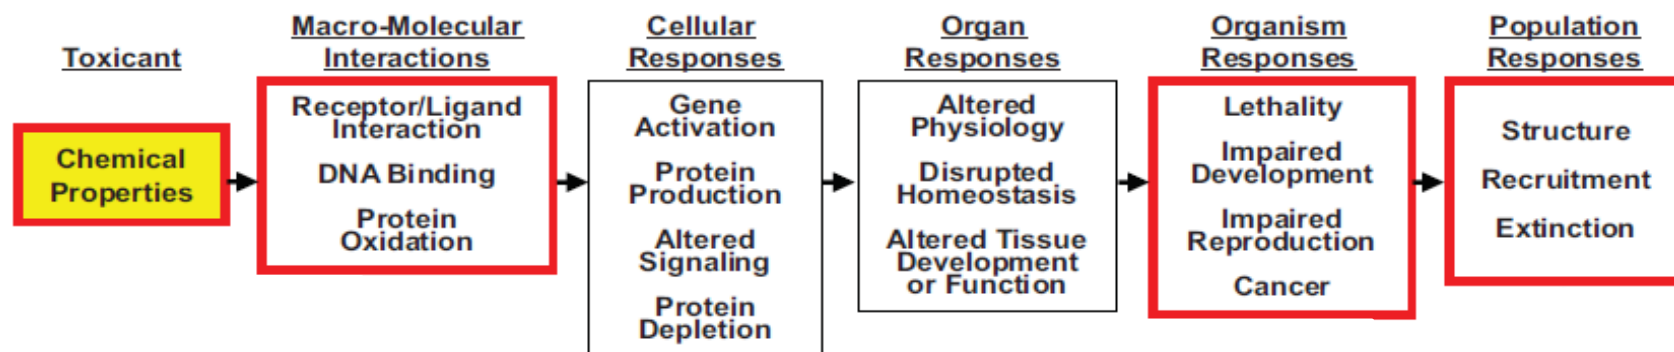 Toxicant
Macro-Molecular
Interactions
Cellular
Responses
Organ
Responses
Organism
Responses
Population
Responses
Chemical
Properties
Receptor/Ligand
Interaction
DNA Binding
Protein
Oxidation
Gene
Activation
Protein
Production
Altered
Signaling
Protein
Depletion
Altered
Physiology
Disrupted
Homeostasis
Altered Tissue
Development
or Function
Lethality
Impaired
Development
Impaired
Reproduction
Cancer
Structure
Recruitment
Extinction